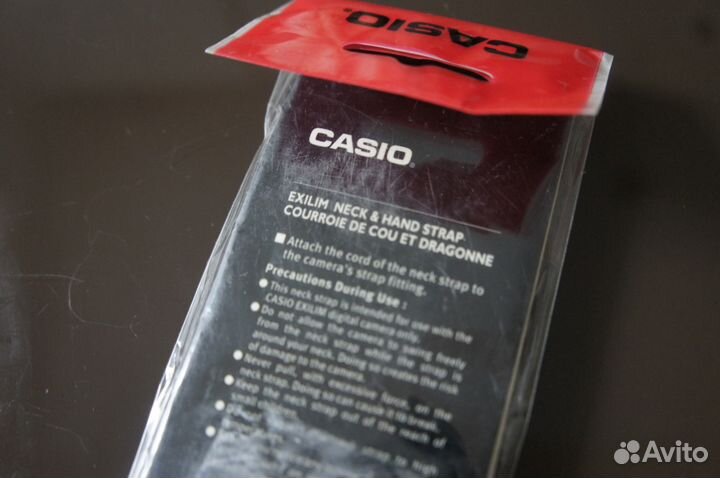 CASIO
CASIO
EXILIM NECK & HAND STRAP
COURROIE DE COU ET DRAGONNE
■ Attach the cord of the neck strap to
the camera's strap fitting.
Precautions During Use :
● This neck strap is intended for use with the
CASIO EXILIM digital camera only.
● Do not allow the camera to swing freely
from the neck strap while the strap is
around your neck. Doing so creates the risk
of damage to the camera.
● Never pull, with excessive force, on the
neck strap. Doing so can cause it to break.
● Keep the neck strap out of the reach of
small children.
strap to high
Avito